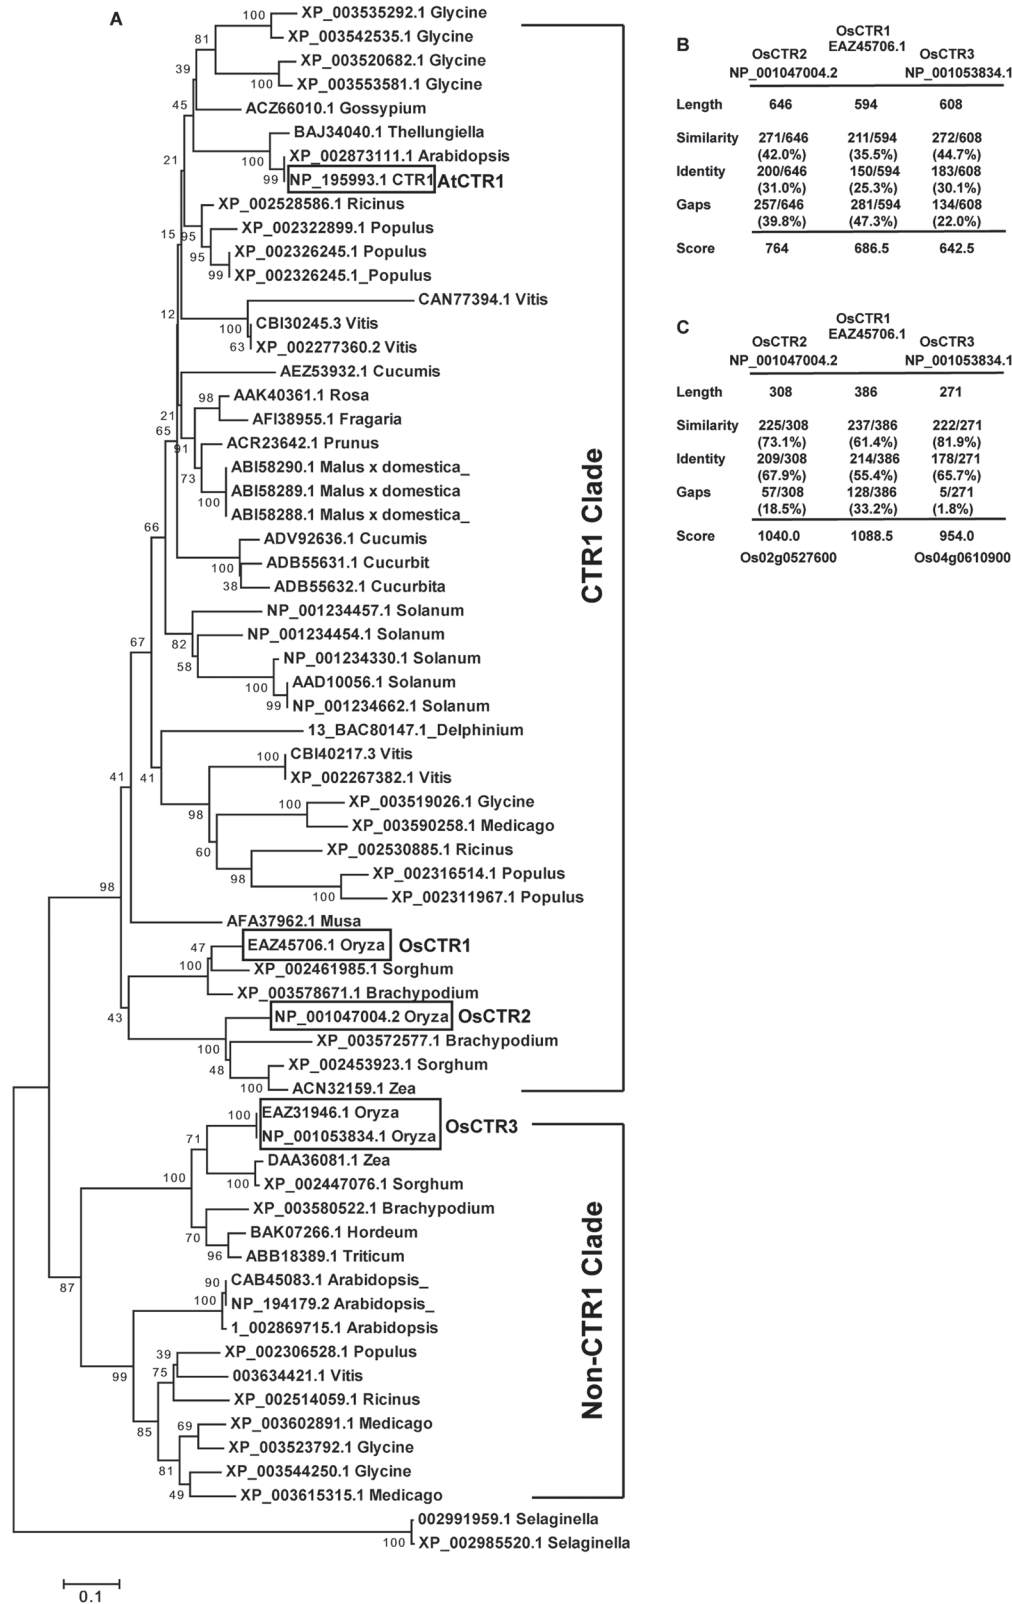 A
100
XP_003535292.1 Glycine
XP_003542535.1 Glycine
81
XP_003520682.1 Glycine
39
100
XP_003553581.1 Glycine
45
ACZ66010.1 Gossypium
BAJ34040.1 Thellungiella
21
100
XP_002873111.1 Arabidopsis
99
NP_195993.1 CTR1
AtCTR1
XP_002528586.1 Ricinus
15
95
XP_002322899.1 Populus
95
XP_002326245.1 Populus
99
XP_002326245.1_Populus
CAN77394.1 Vitis
12
100
CBI30245.3 Vitis
63
XP_002277360.2 Vitis
AEZ53932.1 Cucumis
98
AAK40361.1 Rosa
21
AFI38955.1 Fragaria
65
91
ACR23642.1 Prunus
73
ABI58290.1 Malus x domestica_
100
ABI58289.1 Malus x domestica
ABI58288.1 Malus x domestica_
66
ADV92636.1 Cucumis
100
ADB55631.1 Cucurbit
38
ADB55632.1 Cucurbita
NP_001234457.1 Solanum
67
82
NP_001234454.1 Solanum
58
NP_001234330.1 Solanum
100
AAD10056.1 Solanum
99
NP_001234662.1 Solanum
13_BAC80147.1_Delphinium
41
41
100
CBI40217.3 Vitis
XP_002267382.1 Vitis
98
100
XP_003519026.1 Glycine
XP_003590258.1 Medicago
60
XP_002530885.1 Ricinus
98
XP_002316514.1 Populus
98
100
XP_002311967.1 Populus
AFA37962.1 Musa
47
EAZ45706.1 Oryza
OsCTR1
100
XP_002461985.1 Sorghum
XP_003578671.1 Brachypodium
43
NP_001047004.2 Oryza
OsCTR2
100
XP_003572577.1 Brachypodium
48
XP_002453923.1 Sorghum
100
ACN32159.1 Zea
CTR1 Clade
100
EAZ31946.1 Oryza
NP_001053834.1 Oryza
OsCTR3
71
DAA36081.1 Zea
100
100
XP_002447076.1 Sorghum
XP_003580522.1 Brachypodium
70
BAK07266.1 Hordeum
96
ABB18389.1 Triticum
87
90
CAB45083.1 Arabidopsis_
100
NP_194179.2 Arabidopsis_
1_002869715.1 Arabidopsis
39
XP_002306528.1 Populus
99
75
003634421.1 Vitis
XP_002514059.1 Ricinus
85
69
XP_003602891.1 Medicago
XP_003523792.1 Glycine
81
XP_003544250.1 Glycine
49
XP_003615315.1 Medicago
Non-CTR1 Clade
002991959.1 Selaginella
100
XP_002985520.1 Selaginella
0.1
B
OsCTR2 OsCTR1 OsCTR3
NP_001047004.2 EAZ45706.1 NP_001053834.1
Length 646 594 608
Similarity 271/646 211/594 272/608
(42.0%) (35.5%) (44.7%)
Identity 200/646 150/594 183/608
(31.0%) (25.3%) (30.1%)
Gaps 257/646 281/594 134/608
(39.8%) (47.3%) (22.0%)
Score 764 686.5 642.5
C
OsCTR2 OsCTR1 OsCTR3
NP_001047004.2 EAZ45706.1 NP_001053834.1
Length 308 386 271
Similarity 225/308 237/386 222/271
(73.1%) (61.4%) (81.9%)
Identity 209/308 214/386 178/271
(67.9%) (55.4%) (65.7%)
Gaps 57/308 128/386 5/271
(18.5%) (33.2%) (1.8%)
Score 1040.0 1088.5 954.0
Os02g0527600 Os04g0610900